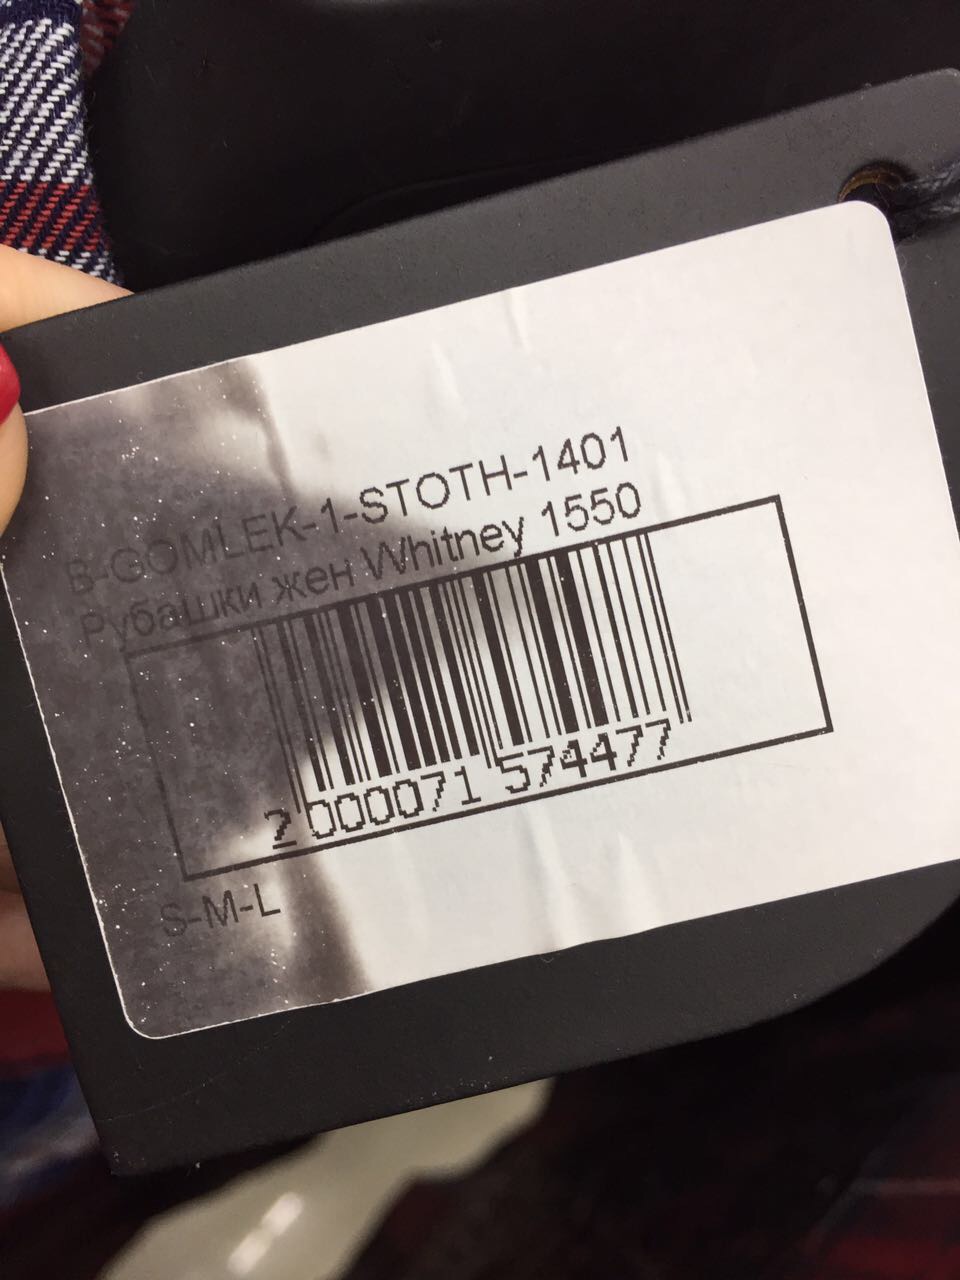 B-GOMLEK-1-STOTH-1401
Рубашки жен Whitney 1550
2 000071 574477
S-M-L